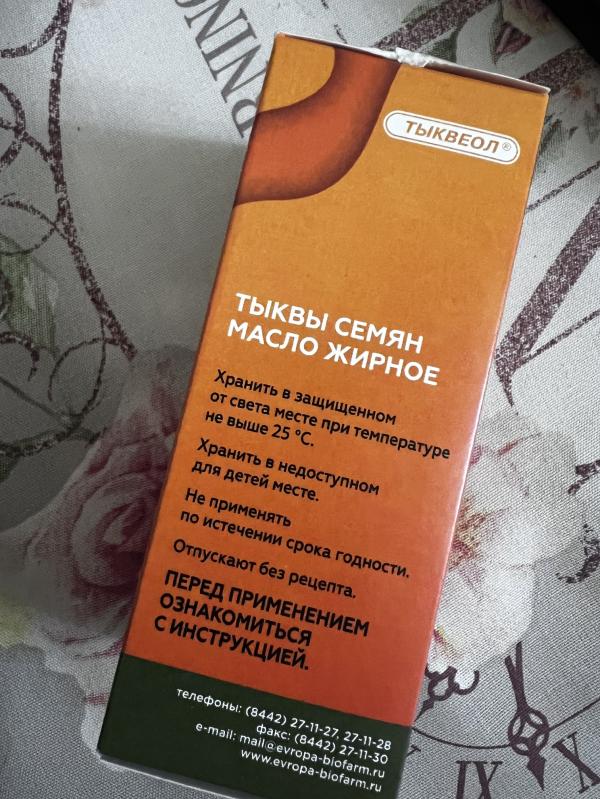 ТЫКВЕОЛ®
ТЫКВЫ СЕМЯН
МАСЛО ЖИРНОЕ
Хранить в защищенном
от света месте при температуре
не выше 25 °С.
Хранить в недоступном
для детей месте.
Не применять
по истечении срока годности.
Отпускают без рецепта.
ПЕРЕД ПРИМЕНЕНИЕМ
ОЗНАКОМИТЬСЯ
С ИНСТРУКЦИЕЙ.
телефоны: (8442) 27-11-27, 27-11-28
факс: (8442) 27-11-30
e-mail: mail@evropa-biofarm.ru
www.evropa-biofarm.ru